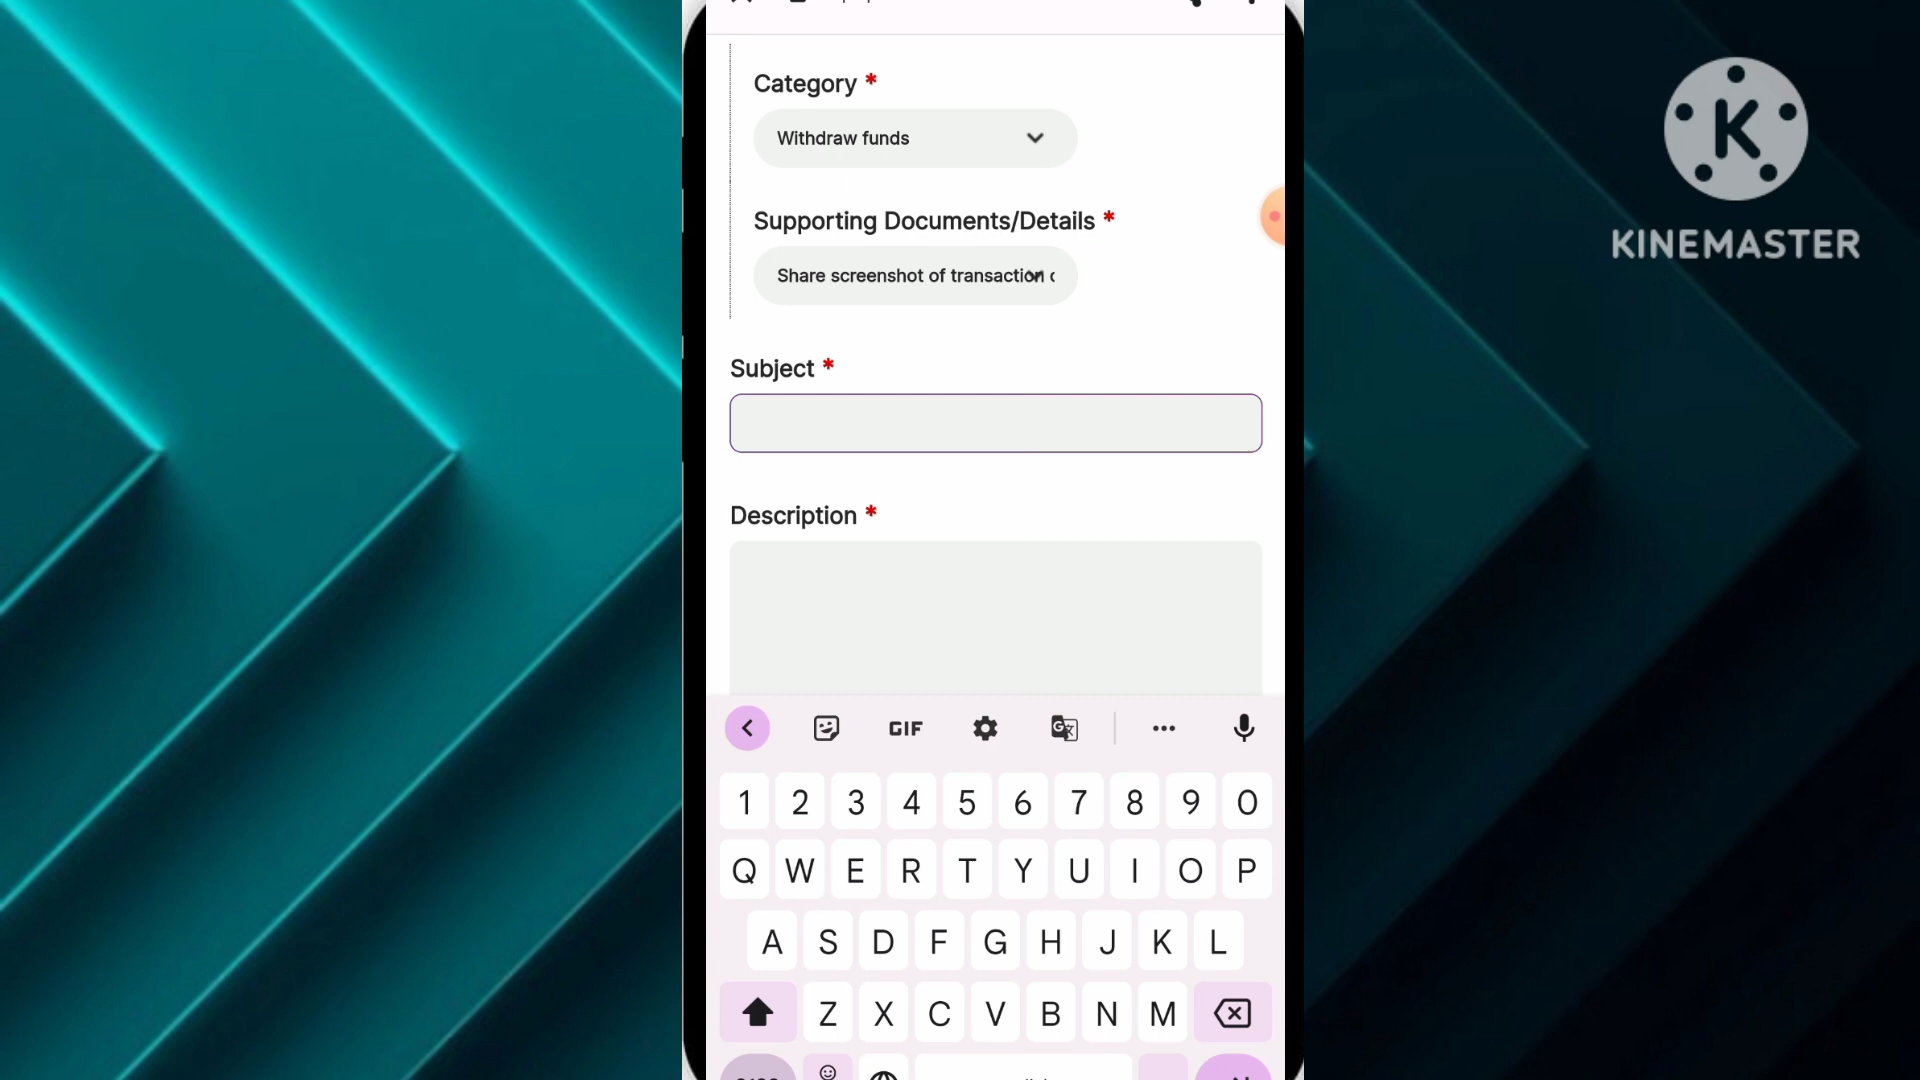 Category *
Withdraw funds
Supporting Documents/Details *
Share screenshot of transaction
Subject *
Description *
GIF
1 2 3 4 5 6 7 8 9 0
Q W E R T Y U I O P
A S D F G H J K L
Z X C V B N M
K
KINEMASTER